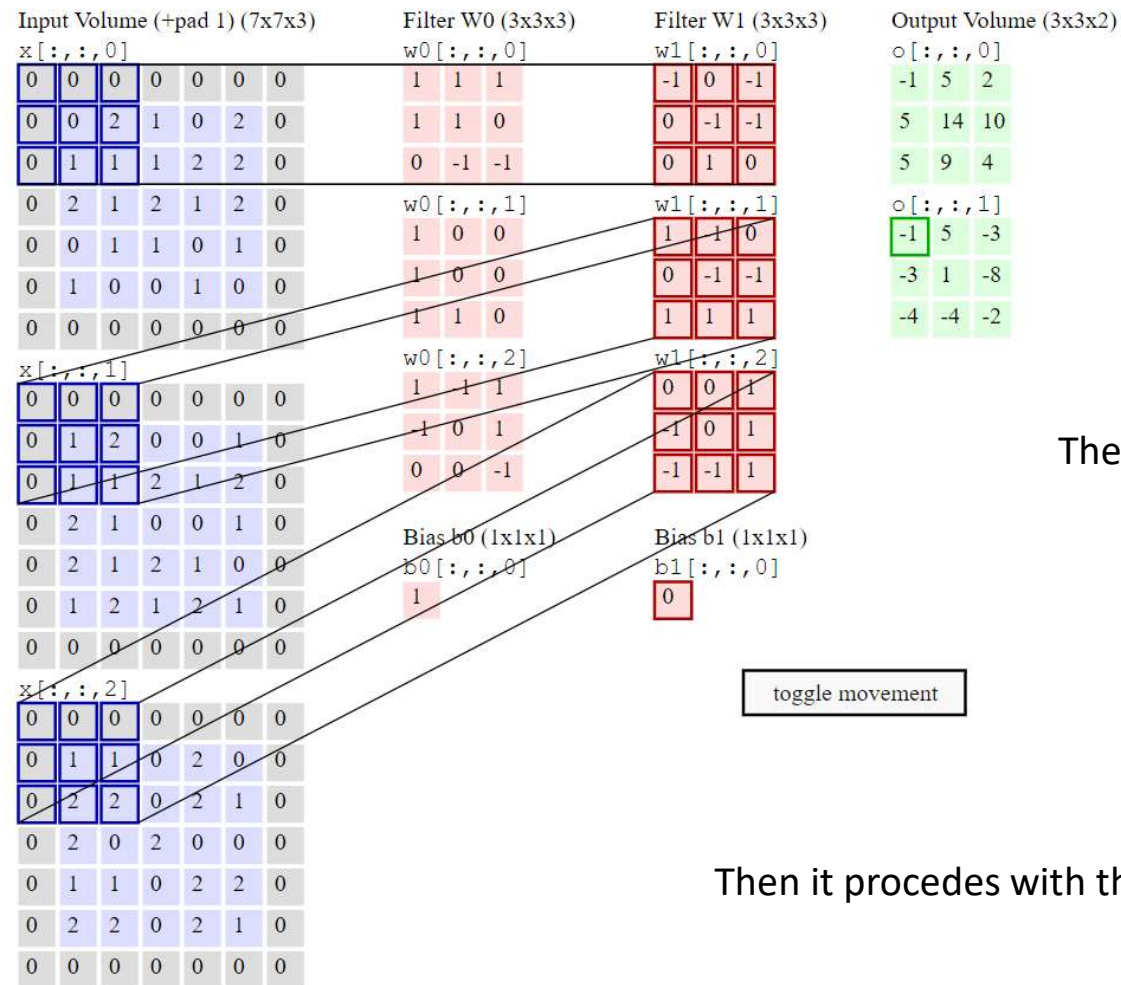 Input Volume (+pad 1) (7x7x3)
x[:,:,0]
0 0 0 0 0 0 0
0 0 2 1 0 2 0
0 1 1 1 2 2 0
0 2 1 2 1 2 0
0 0 1 1 0 1 0
0 1 0 0 1 0 0
0 0 0 0 0 0 0
x[:,:,1]
0 0 0 0 0 0 0
0 1 2 0 0 1 0
0 1 1 2 1 2 0
0 2 1 0 0 1 0
0 2 1 2 1 0 0
0 1 2 1 2 1 0
0 0 0 0 0 0 0
x[:,:,2]
0 0 0 0 0 0 0
0 1 1 0 2 0 0
0 2 2 0 2 1 0
0 2 0 2 0 0 0
0 1 1 0 2 2 0
0 2 2 0 2 1 0
0 0 0 0 0 0 0
Filter W0 (3x3x3)
w0[:,:,0]
1 1 1
1 1 0
0 -1 -1
w0[:,:,1]
1 0 0
1 0 0
1 1 0
w0[:,:,2]
1 -1 1
-1 0 1
0 0 -1
Bias b0 (1x1x1)
b0[:,:,0]
1
Filter W1 (3x3x3)
w1[:,:,0]
-1 0 -1
0 -1 -1
0 1 0
w1[:,:,1]
1 -1 0
0 -1 -1
1 1 1
w1[:,:,2]
0 0 1
-1 0 1
-1 -1 1
Bias b1 (1x1x1)
b1[:,:,0]
0
Output Volume (3x3x2)
o[:,:,0]
-1 5 2
5 14 10
5 9 4
o[:,:,1]
-1 5 -3
-3 1 -8
-4 -4 -2
The
toggle movement
Then it procedes with th